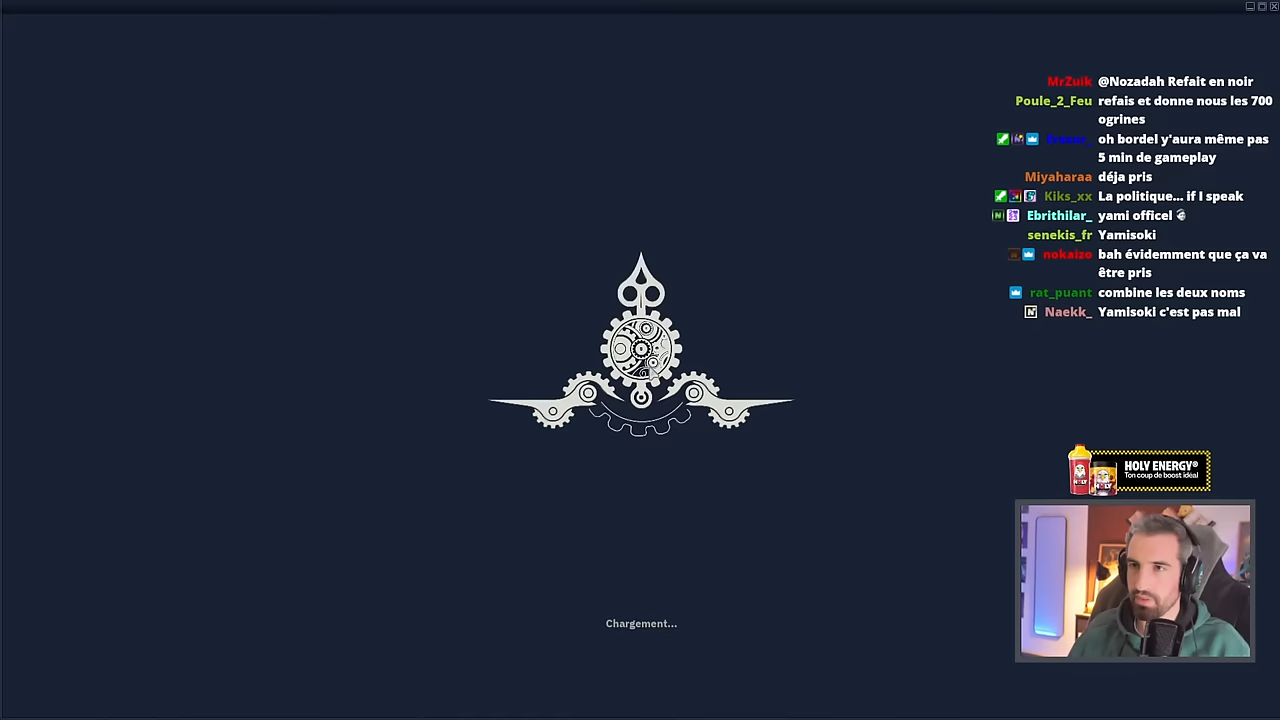 MrZuik @Nozadah Refait en noir
Poule_2_Feu refais et donne nous les 700
ogrines
oh bordel y'aura même pas
5 min de gameplay
Miyaharaa déja pris
Kiks_xx La politique... if I speak
Ebrithilar_ yami officel
senekis_fr Yamisoki
nokaizo bah évidemment que ça va
être pris
rat_puant combine les deux noms
Naekk_ Yamisoki c'est pas mal
HOLY ENERGY®
Ton coup de boost idéal
Chargement...